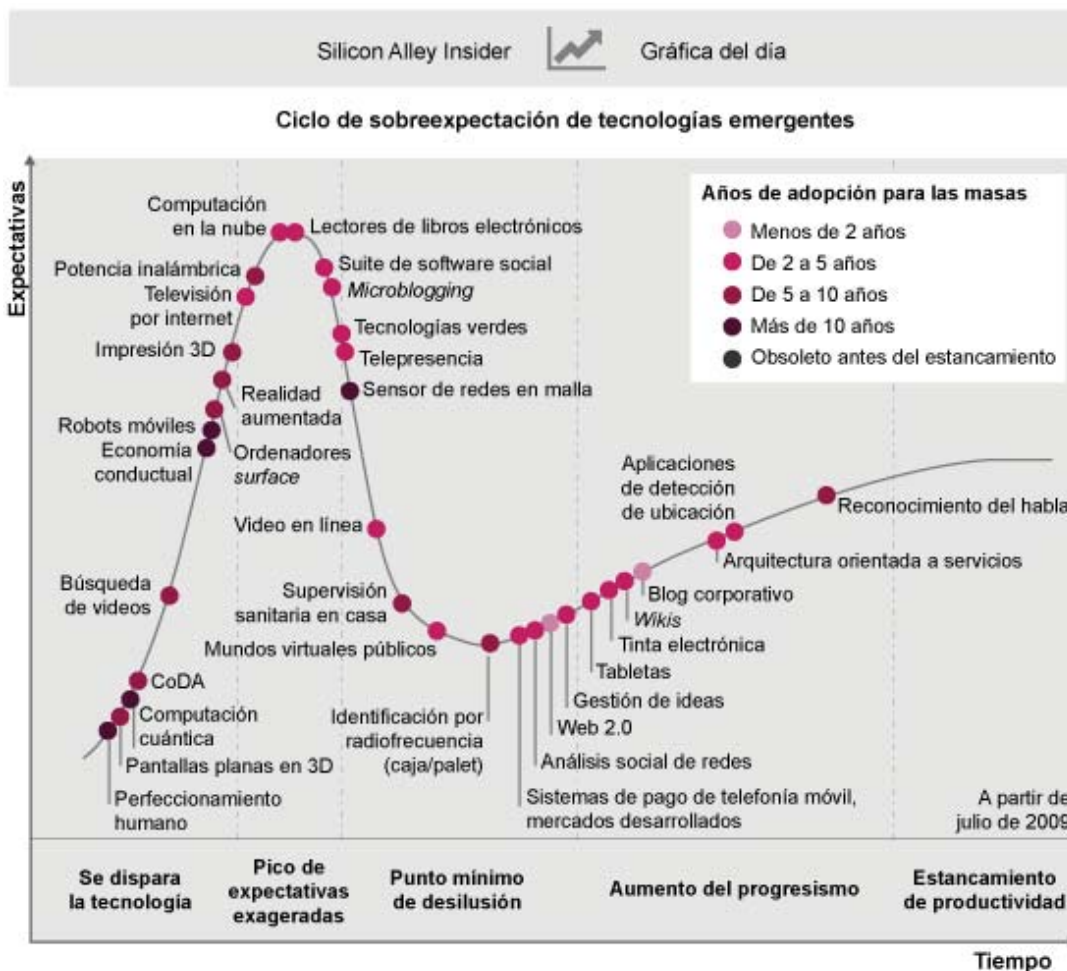 Silicon Alley Insider
Gráfica del día
Ciclo de sobreexpectación de tecnologías emergentes
Expectativas
Años de adopción para las masas
Menos de 2 años
De 2 a 5 años
De 5 a 10 años
Más de 10 años
Obsoleto antes del estancamiento
Computación
en la nube
Lectores de libros electrónicos
Potencia inalámbrica
Suite de software social
Microblogging
Televisión
por internet
Tecnologías verdes
Impresión 3D
Telepresencia
Realidad
aumentada
Sensor de redes en malla
Robots móviles
Economía
conductual
Ordenadores
surface
Aplicaciones
de detección
de ubicación
Reconocimiento del habla
Video en línea
Arquitectura orientada a servicios
Búsqueda
de videos
Supervisión
sanitaria en casa
Blog corporativo
Wikis
Mundos virtuales públicos
Tinta electrónica
Tabletas
CoDA
Gestión de ideas
Computación
cuántica
Identificación por
radiofrecuencia
(caja/palet)
Web 2.0
Pantallas planas en 3D
Análisis social de redes
Perfeccionamiento
humano
Sistemas de pago de telefonía móvil,
mercados desarrollados
A partir de
julio de 2009
Se dispara
la tecnología
Pico de
expectativas
exageradas
Punto mínimo
de desilusión
Aumento del progresismo
Estancamiento
de productividad
Tiempo